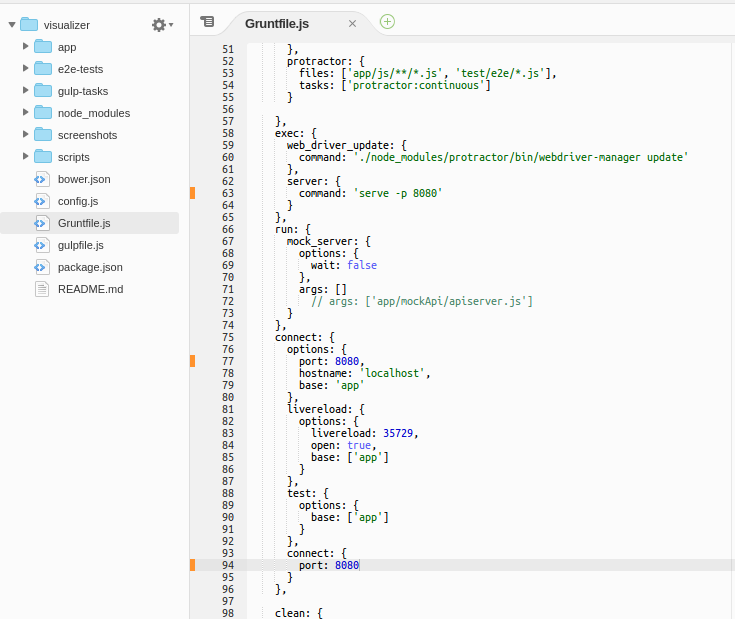 visualizer
app
e2e-tests
gulp-tasks
node_modules
screenshots
scripts
bower.json
config.js
Gruntfile.js
gulpfile.js
package.json
README.md
Gruntfile.js
51 },
52 protractor: {
53 files: ['app/js/**/*.js', 'test/e2e/*.js'],
54 tasks: ['protractor:continuous']
55 }
56
57 },
58 exec: {
59 web_driver_update: {
60 command: './node_modules/protractor/bin/webdriver-manager update'
61 },
62 server: {
63 command: 'serve -p 8080'
64 }
65 },
66 run: {
67 mock_server: {
68 options: {
69 wait: false
70 },
71 args: []
72 // args: ['app/mockApi/apiserver.js']
73 }
74 },
75 connect: {
76 options: {
77 port: 8080,
78 hostname: 'localhost',
79 base: 'app'
80 },
81 livereload: {
82 options: {
83 livereload: 35729,
84 open: true,
85 base: ['app']
86 }
87 },
88 test: {
89 options: {
90 base: ['app']
91 }
92 },
93 connect: {
94 port: 8080
95 }
96 },
97
98 clean: {